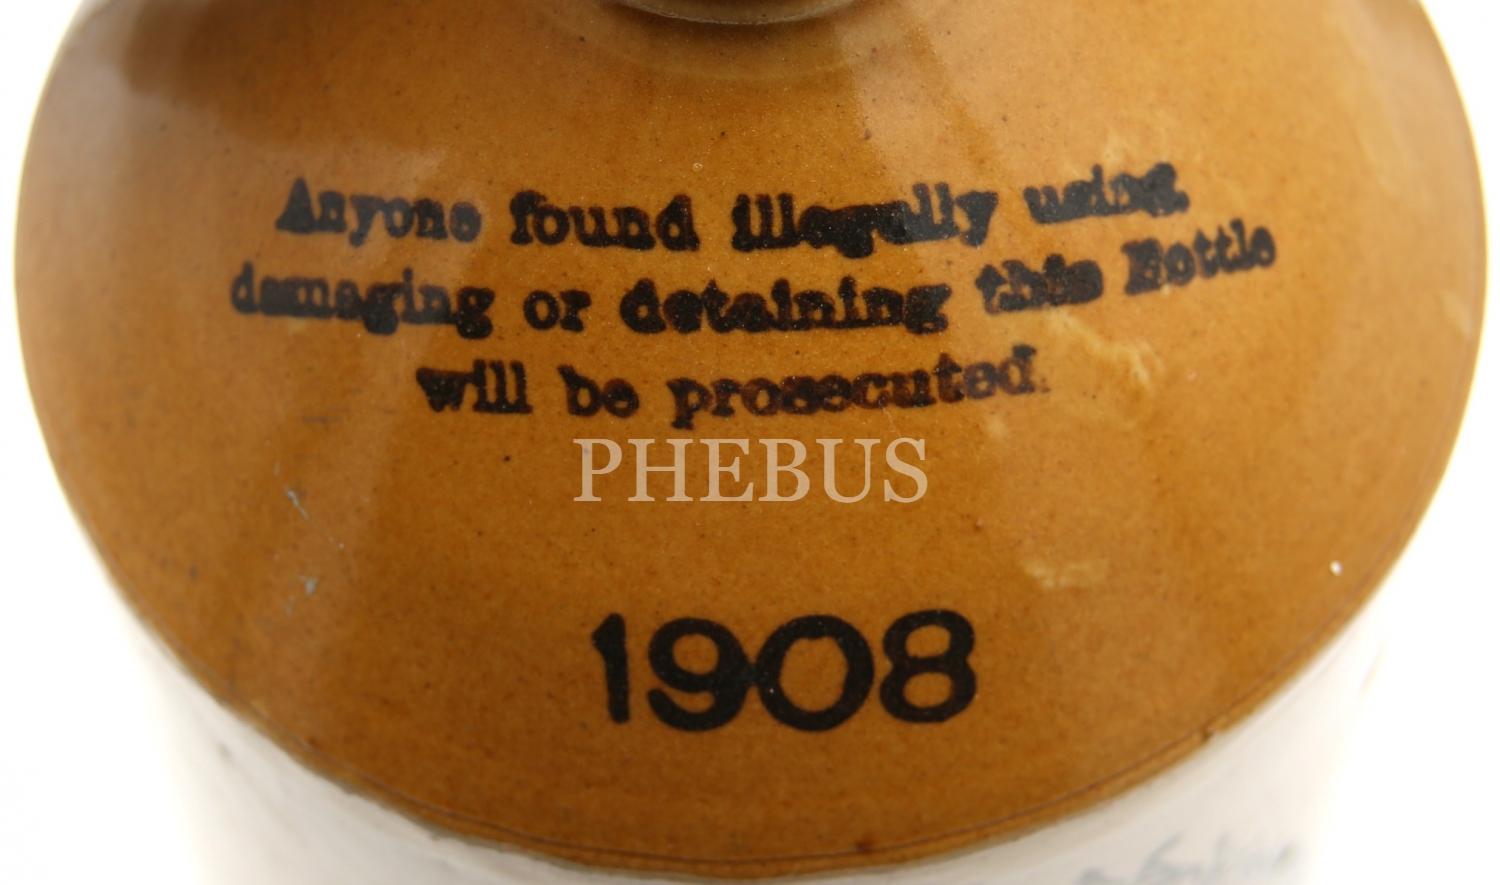 Anyone found illegally using
damaging or detaining this Bottle
will be prosecuted.
PHEBUS
1908